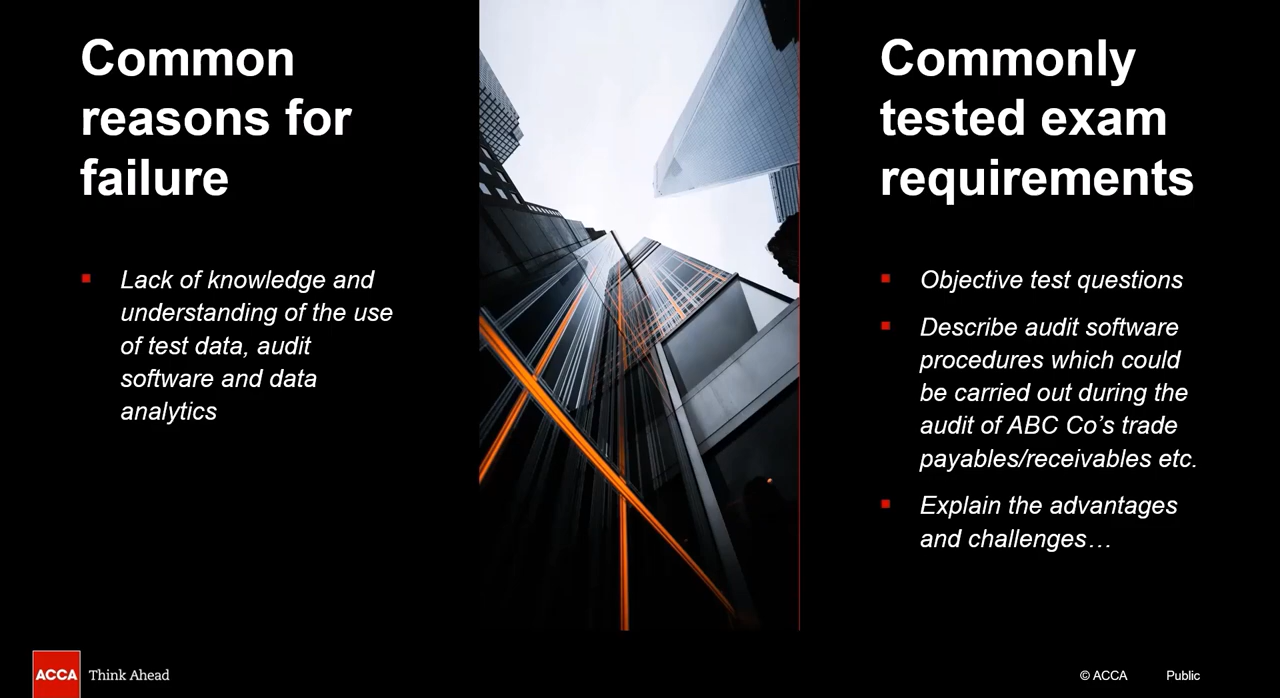 Common
reasons for
failure
Lack of knowledge and
understanding of the use
of test data, audit
software and data
analytics
Commonly
tested exam
requirements
Objective test questions
Describe audit software
procedures which could
be carried out during the
audit of ABC Co’s trade
payables/receivables etc.
Explain the advantages
and challenges…
ACCA
Think Ahead
© ACCA
Public